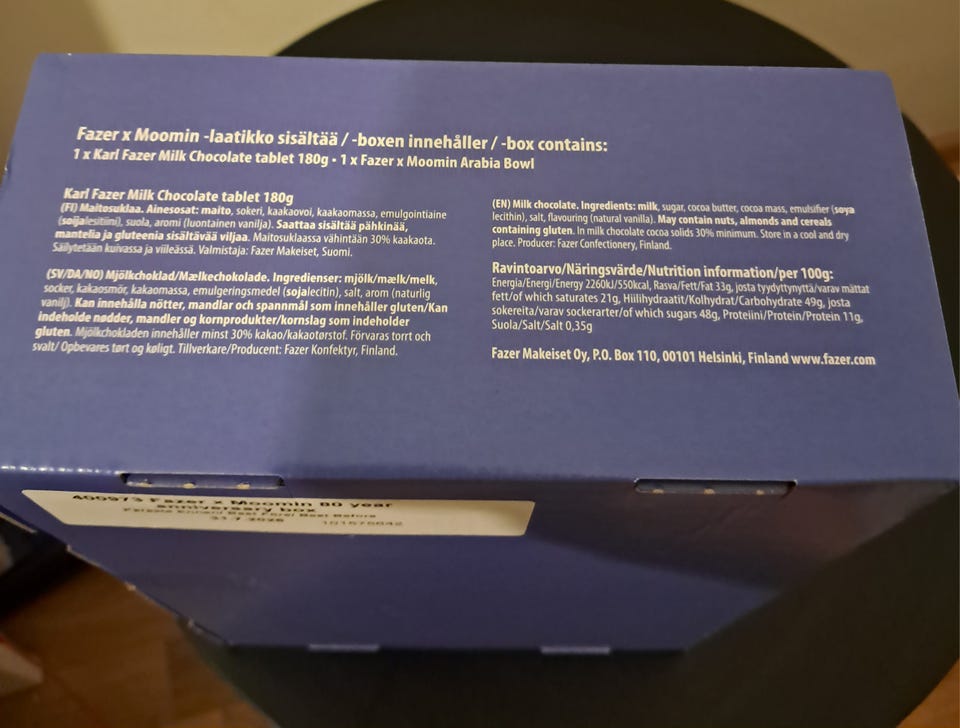 Fazer x Moomin -laatikko sisältää / -boxen innehåller / -box contains:
1 x Karl Fazer Milk Chocolate tablet 180g • 1 x Fazer x Moomin Arabia Bowl
Karl Fazer Milk Chocolate tablet 180g
(FI) Maitosuklaa. Ainesosat: maito, sokeri, kaakaovoi, kaakaomassa, emulgointiaine
(soijalesitiini), suola, aromi (luontainen vanilja). Saattaa sisältää pähkinää,
mantelia ja gluteenia sisältävää viljaa. Maitosuklaassa vähintään 30% kaakaota.
Säilytetään kuivassa ja viileässä. Valmistaja: Fazer Makeiset, Suomi.
(SV/DA/NO) Mjölkchoklad/Mælkechokolade. Ingredienser: mjölk/mælk/melk,
socker, kakaosmör, kakaomassa, emulgeringsmedel (sojalecitin), salt, arom (naturlig
vanilj). Kan innehålla nötter, mandlar och spannmål som innehåller gluten/Kan
indeholde nødder, mandler og kornprodukter/kornslag som indeholder
gluten. Mjölkchokladen innehåller minst 30% kakao/kakaotørstof. Förvaras torrt och
svalt/ Opbevares tørt og køligt. Tillverkare/Producent: Fazer Konfektyr, Finland.
(EN) Milk chocolate. Ingredients: milk, sugar, cocoa butter, cocoa mass, emulsifier (soya
lecithin), salt, flavouring (natural vanilla). May contain nuts, almonds and cereals
containing gluten. In milk chocolate cocoa solids 30% minimum. Store in a cool and dry
place. Producer: Fazer Confectionery, Finland.
Ravintoarvo/Näringsvärde/Nutrition information/per 100g:
Energia/Energi/Energy 2260kJ/550kcal, Rasva/Fett/Fat 33g, josta tyydyttynyttä/varav mättat
fett/of which saturates 21g, Hiilihydraatit/Kolhydrat/Carbohydrate 49g, josta
sokereita/varav sockerarter/of which sugars 48g, Proteiini/Protein/Protein 11g,
Suola/Salt/Salt 0,35g
Fazer Makeiset Oy, P.O. Box 110, 00101 Helsinki, Finland www.fazer.com
400973 Fazer x Moomin 80 year
anniversary box
Parasta Ennen/ Bäst Före/ Best Before
31.7.2026 101575642